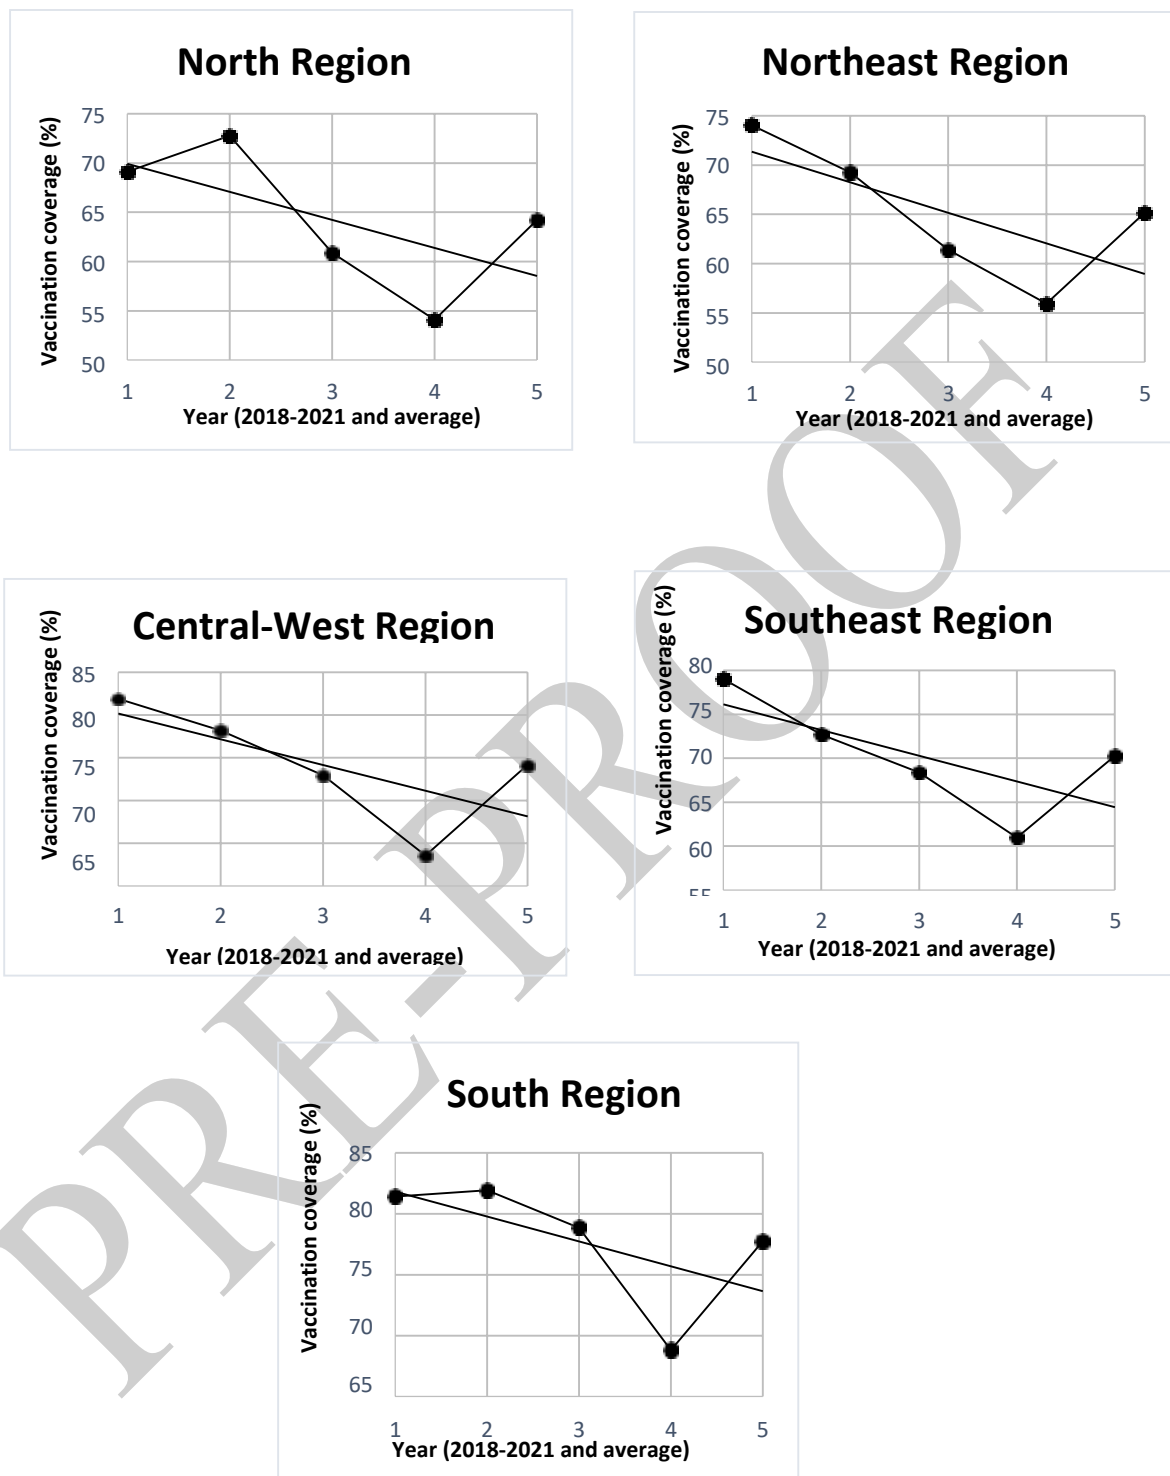 North Region
Vaccination coverage (%)
75
70
65
60
55
50
1 2 3 4 5
Year (2018-2021 and average)
Northeast Region
Vaccination coverage (%)
75
70
65
60
55
50
1 2 3 4 5
Year (2018-2021 and average)
Central-West Region
Vaccination coverage (%)
85
80
75
70
65
1 2 3 4 5
Year (2018-2021 and average)
Southeast Region
Vaccination coverage (%)
80
75
70
65
60
55
1 2 3 4 5
Year (2018-2021 and average)
South Region
Vaccination coverage (%)
85
80
75
70
65
1 2 3 4 5
Year (2018-2021 and average)
PRE-PROOF